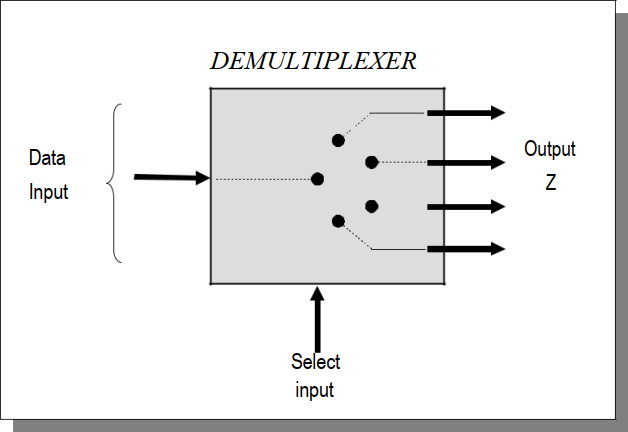 DEMULTIPLEXER
Data
Input
Output
Z
Select
input